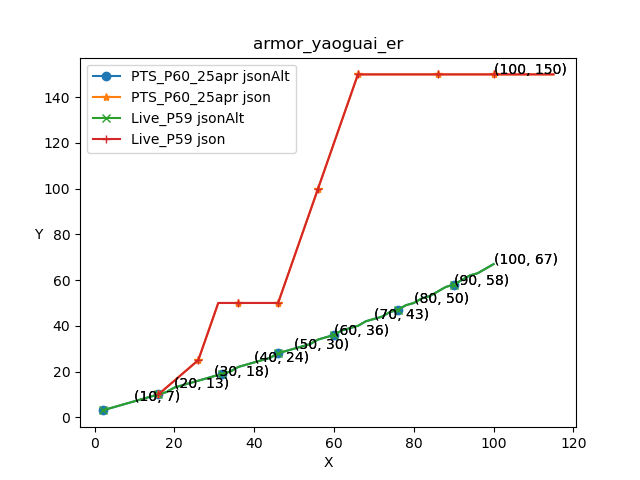 armor_yaoguai_er
PTS_P60_25apr jsonAlt
PTS_P60_25apr json
Live_P59 jsonAlt
Live_P59 json
(100, 150)
(100, 67)
(90, 58)
(80, 50)
(70, 43)
(60, 36)
(50, 30)
(40, 24)
(30, 18)
(20, 13)
(10, 7)
Y
140
120
100
80
60
40
20
0
0 20 40 60 80 100 120
X